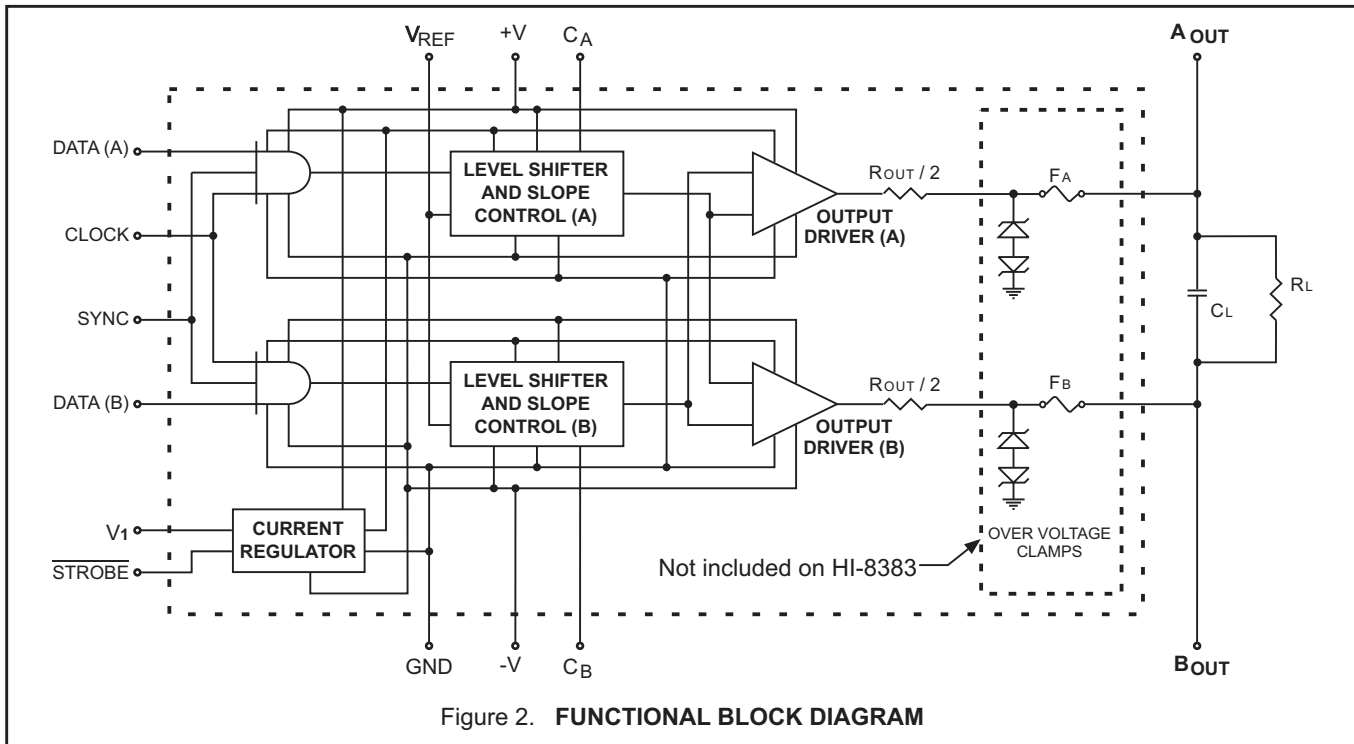 VREF
+V
CA
AOUT
DATA (A)
CLOCK
SYNC
DATA (B)
V1
STROBE
LEVEL SHIFTER
AND SLOPE
CONTROL (A)
OUTPUT
DRIVER (A)
ROUT / 2
FA
CL
RL
LEVEL SHIFTER
AND SLOPE
CONTROL (B)
OUTPUT
DRIVER (B)
ROUT / 2
FB
CURRENT
REGULATOR
OVER VOLTAGE
CLAMPS
Not included on HI-8383
GND
-V
CB
BOUT
Figure 2. FUNCTIONAL BLOCK DIAGRAM